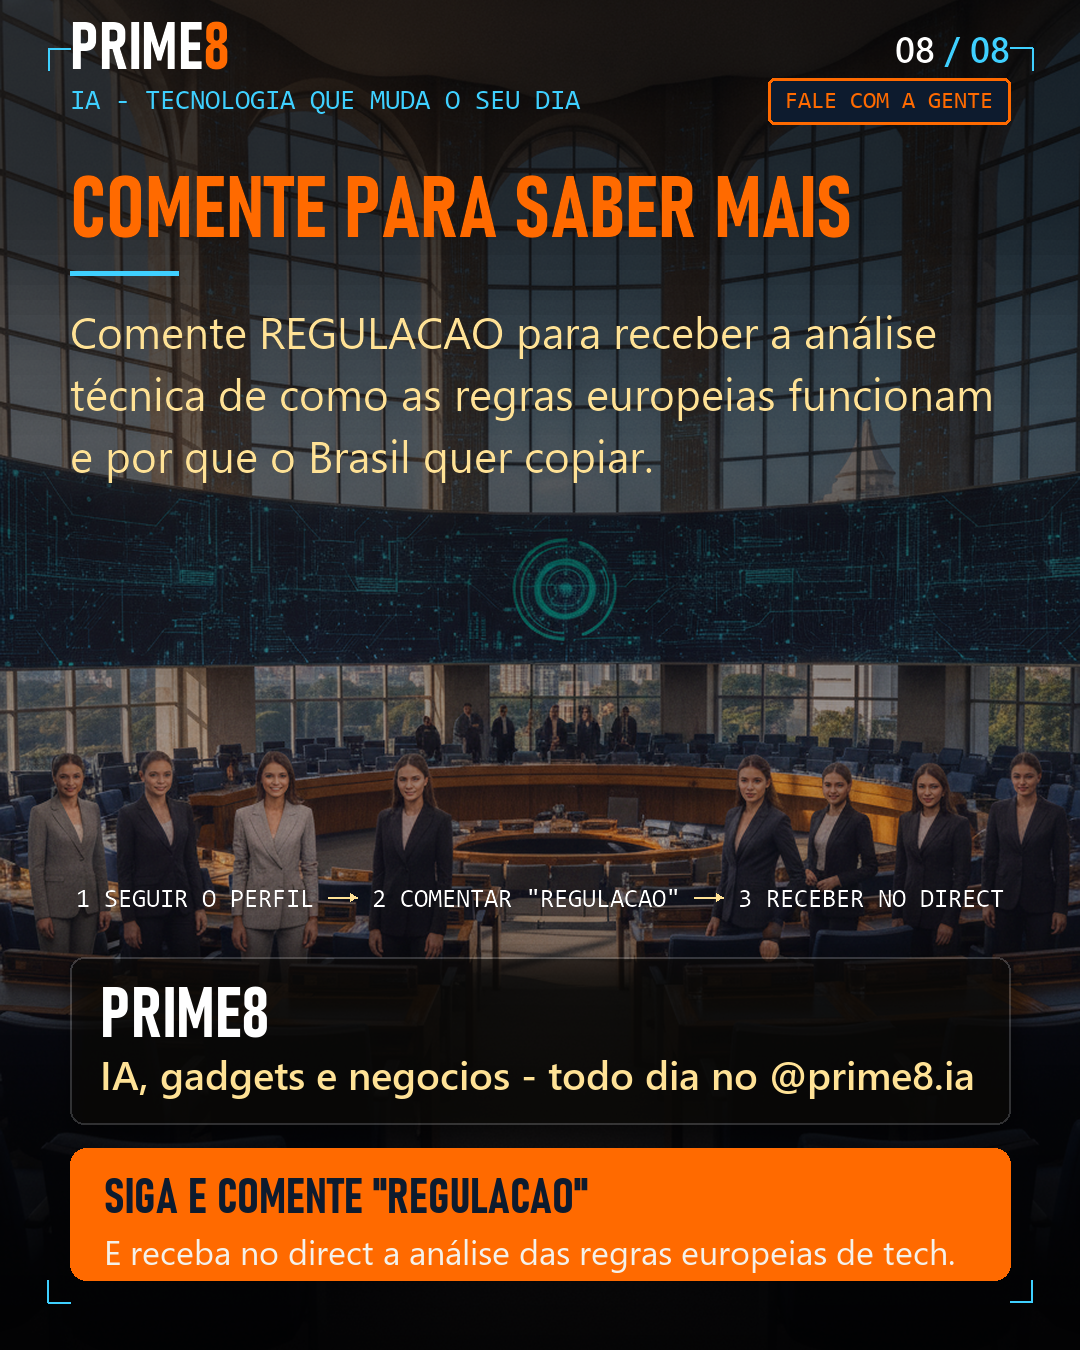 PRIME8
08 / 08
IA - TECNOLOGIA QUE MUDA O SEU DIA
FALE COM A GENTE
COMENTE PARA SABER MAIS
Comente REGULACAO para receber a análise
técnica de como as regras europeias funcionam
e por que o Brasil quer copiar.
1 SEGUIR O PERFIL → 2 COMENTAR "REGULACAO" → 3 RECEBER NO DIRECT
PRIME8
IA, gadgets e negocios - todo dia no @prime8.ia
SIGA E COMENTE "REGULACAO"
E receba no direct a análise das regras europeias de tech.